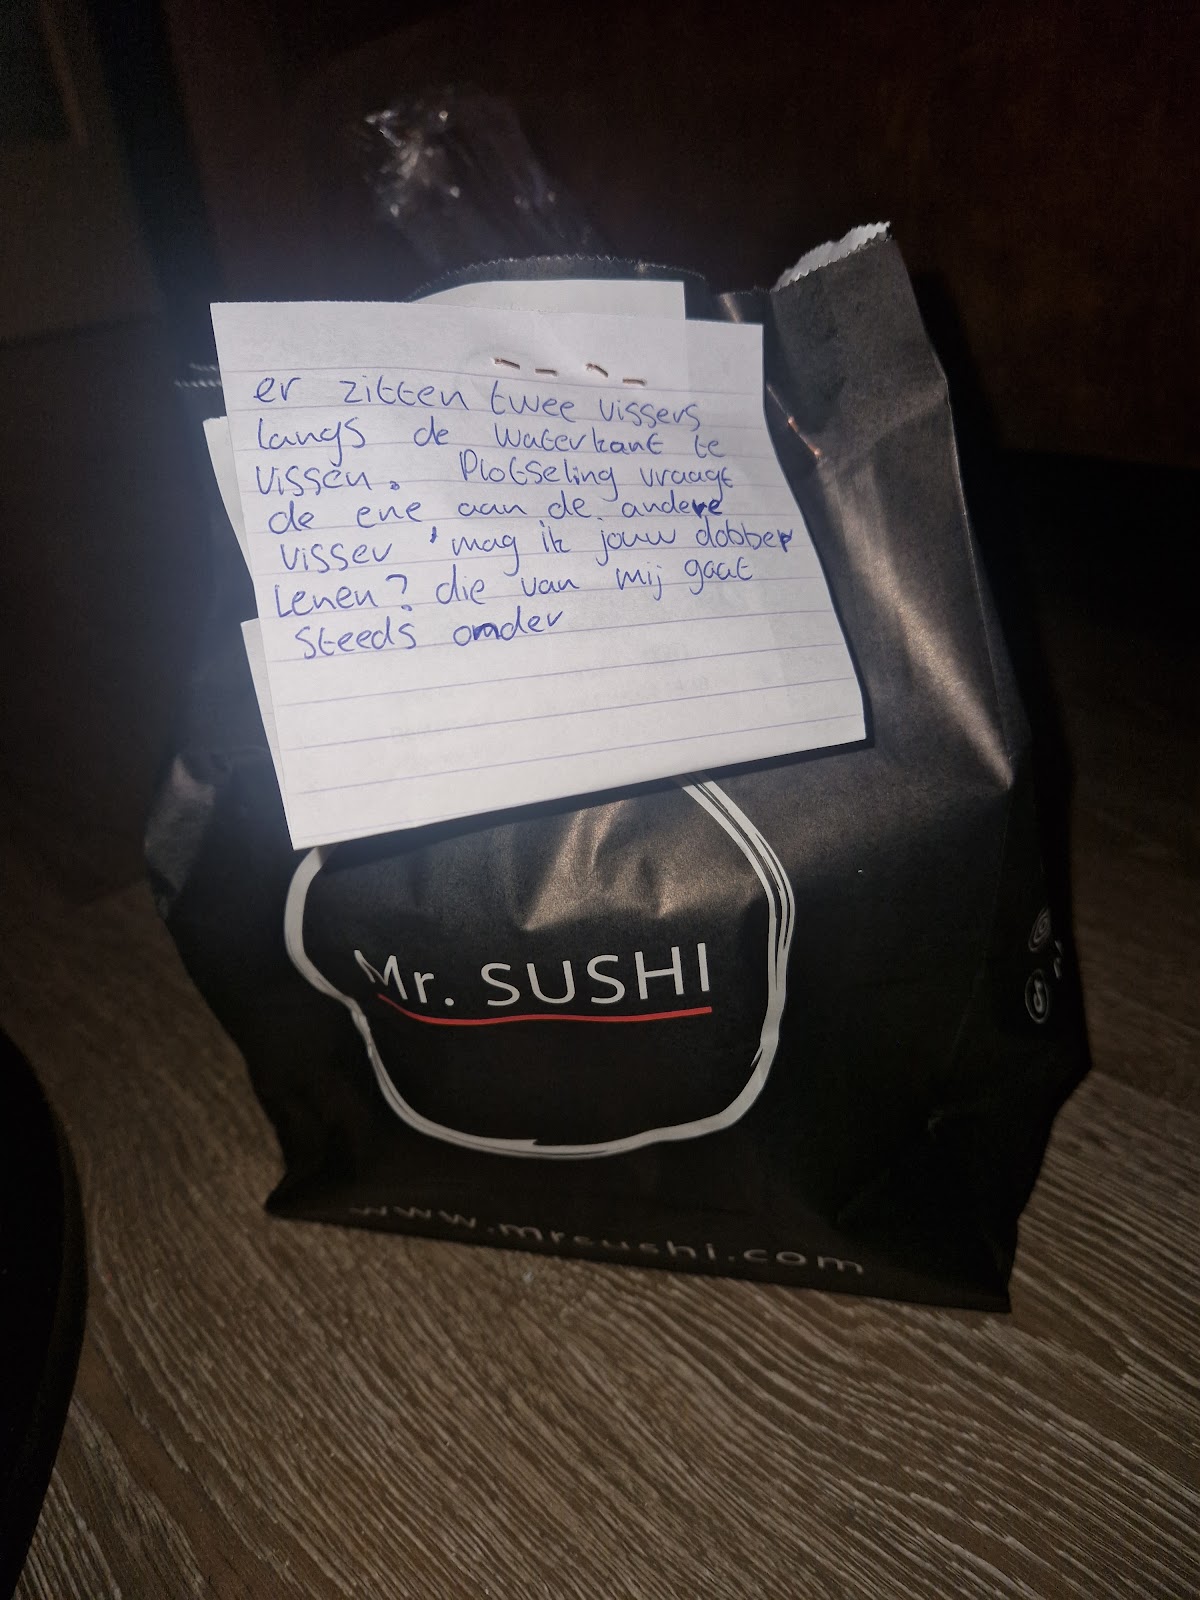 er zitten twee vissers
langs de waterkant te
vissen. Plotseling vraagt
de ene aan de andere
visser 'mag ik jouw dobber
lenen? die van mij gaat
steeds onder
Mr. SUSHI
www.mrsushi.com